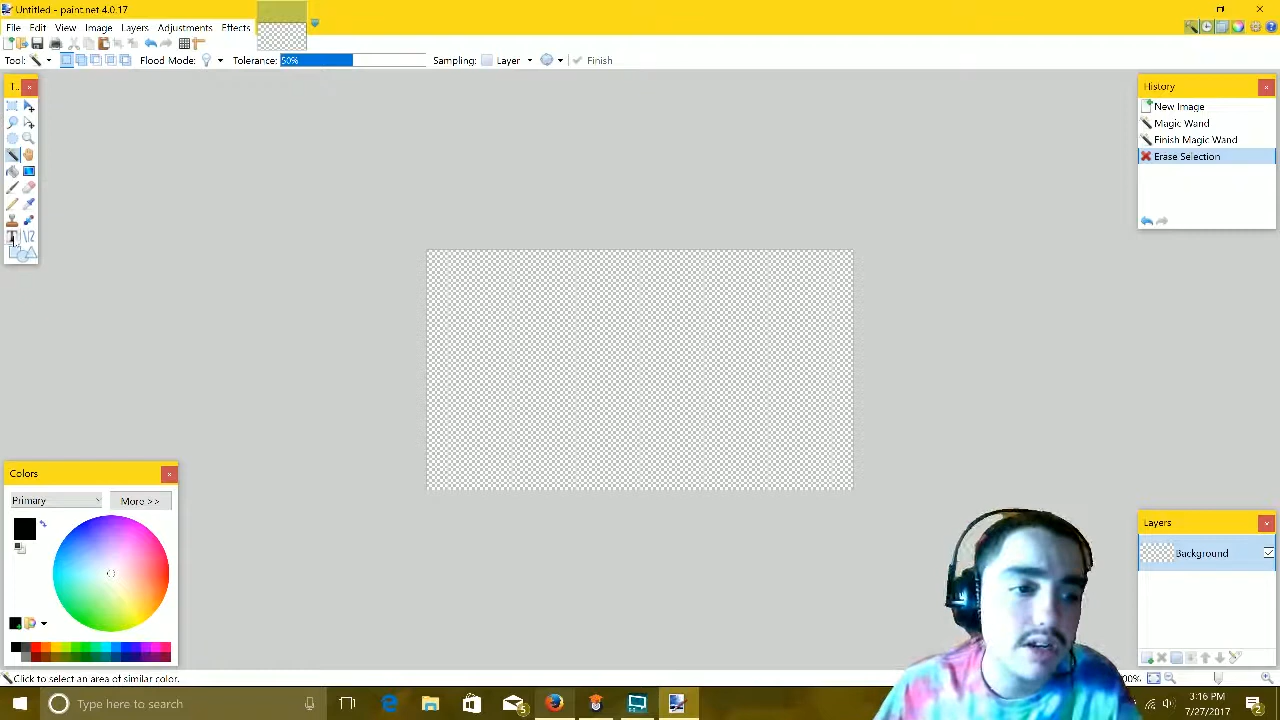 Untitled - paint.net 4.0.17
File Edit View Image Layers Adjustments Effects
Tool: Flood Mode: Tolerance: 50% Sampling: Layer Finish
T...
History
New Image
Magic Wand
Finish Magic Wand
Erase Selection
Colors
Primary More >>
Layers
Background
Click to select an area of similar color.
Type here to search
3:16 PM
7/27/2017